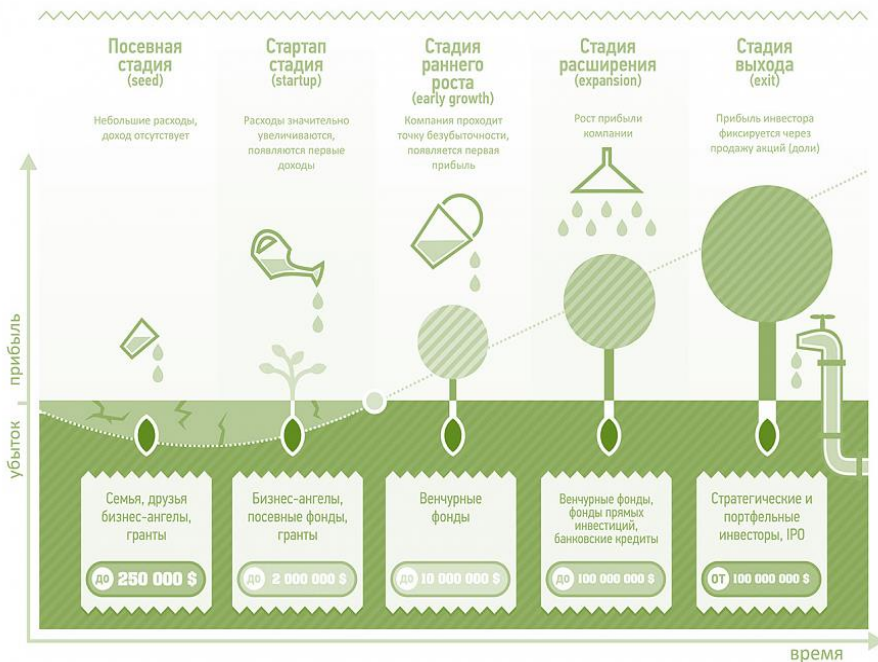 Посевная
стадия
(seed)
Небольшие расходы,
доход отсутствует
Стартап
стадия
(startup)
Расходы значительно
увеличиваются,
появляются первые
доходы
Стадия
раннего
роста
(early growth)
Компания проходит
точку безубыточности,
появляется первая
прибыль
Стадия
расширения
(expansion)
Рост прибыли
компании
Стадия
выхода
(exit)
Прибыль инвестора
фиксируется через
продажу акций (доли)
прибыль
убыток
Семья, друзья
бизнес-ангелы,
гранты
до 250 000 $
Бизнес-ангелы,
посевные фонды,
гранты
до 2 000 000 $
Венчурные
фонды
до 10 000 000 $
Венчурные фонды,
фонды прямых
инвестиций,
банковские кредиты
до 100 000 000 $
Стратегические и
портфельные
инвесторы, IPO
от 100 000 000 $
время